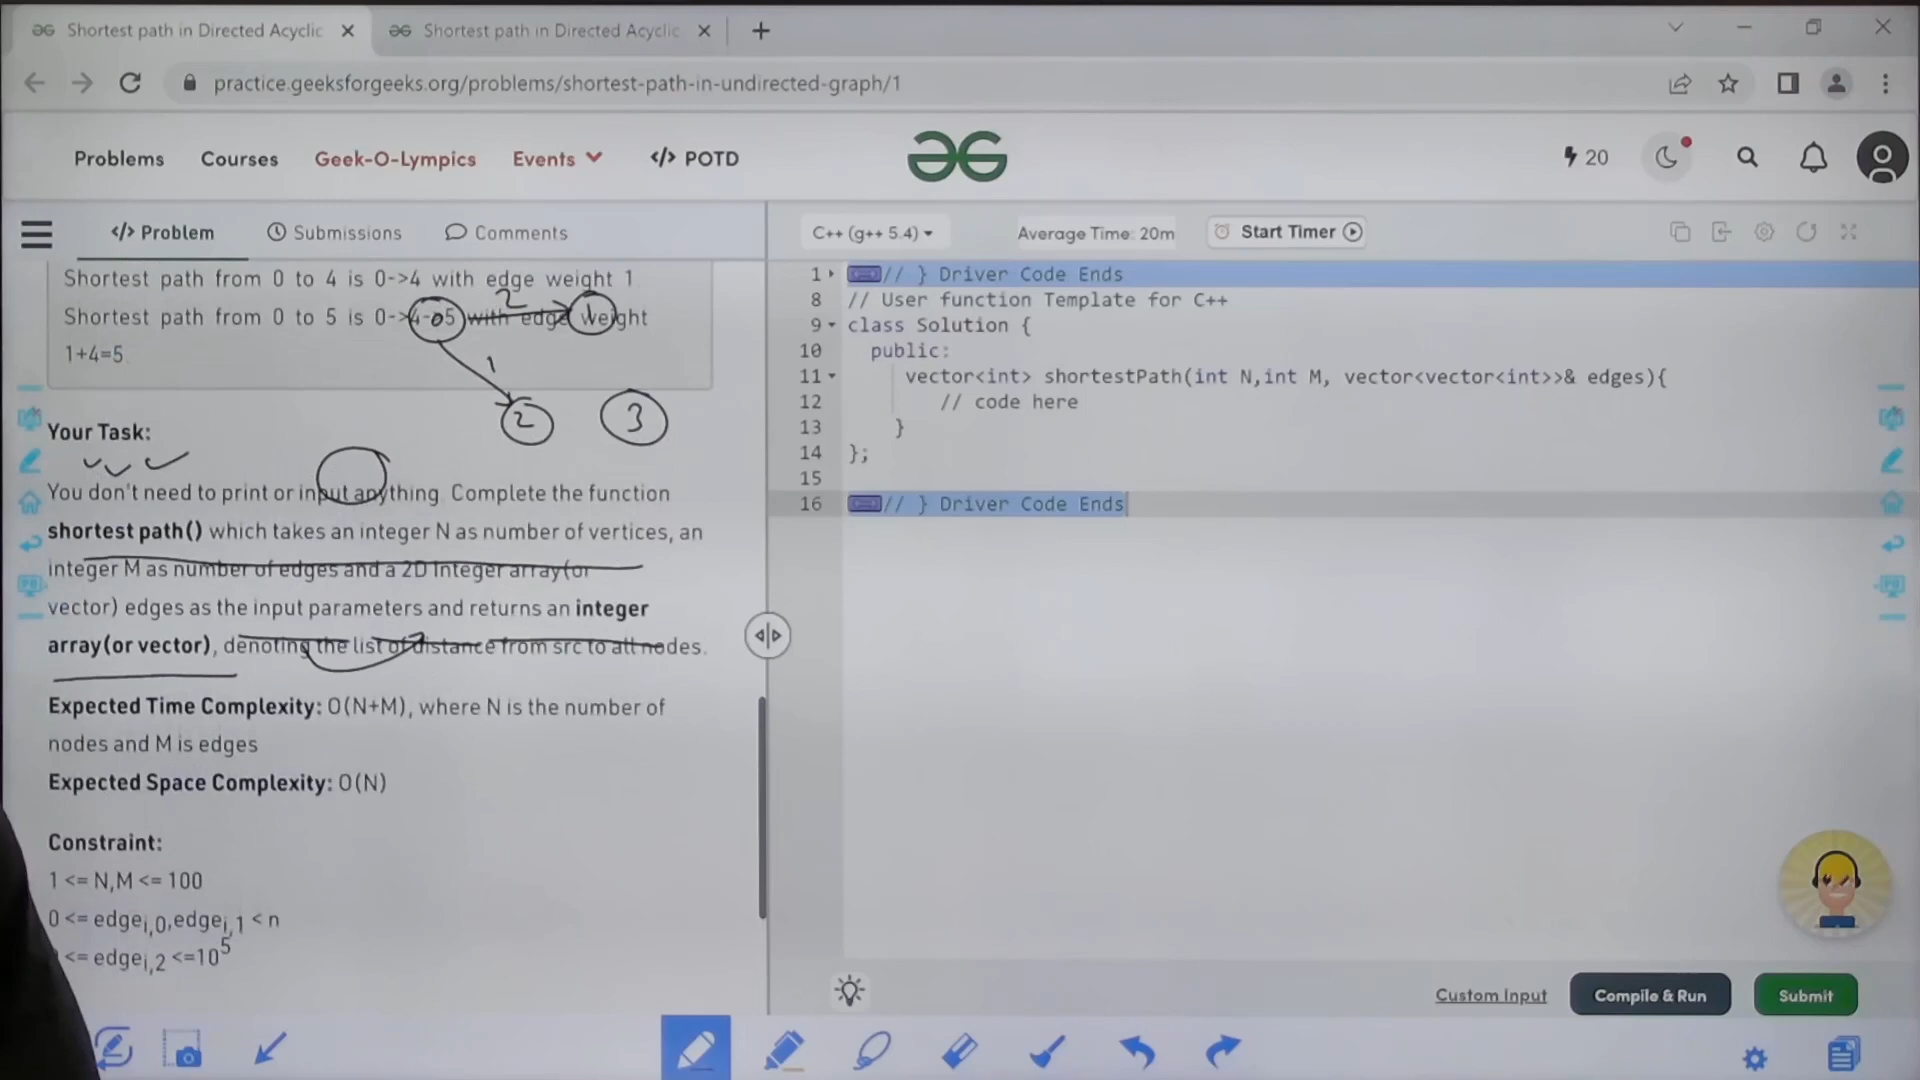 Shortest path in Directed Acyclic
Shortest path in Directed Acyclic
practice.geeksforgeeks.org/problems/shortest-path-in-undirected-graph/1
Problems Courses Geek-O-Lympics Events </> POTD
20
</> Problem Submissions Comments
Shortest path from 0 to 4 is 0->4 with edge weight 1
Shortest path from 0 to 5 is 0->4->5 with edge weight
1+4=5
0 2 1
1
2 3
Your Task:
You don't need to print or input anything. Complete the function
shortest path() which takes an integer N as number of vertices, an
integer M as number of edges and a 2D Integer array(or
vector) edges as the input parameters and returns an integer
array(or vector), denoting the list of distance from src to all nodes.
Expected Time Complexity: O(N+M), where N is the number of
nodes and M is edges
Expected Space Complexity: O(N)
Constraint:
1 <= N,M <= 100
0 <= edgei,0,edgei,1 < n
<= edgei,2 <=10^5
C++ (g++ 5.4) Average Time: 20m Start Timer
1 // } Driver Code Ends
8 // User function Template for C++
9 class Solution {
10 public:
11 vector<int> shortestPath(int N,int M, vector<vector<int>>& edges){
12 // code here
13 }
14 };
15
16 // } Driver Code Ends
Custom Input Compile & Run Submit